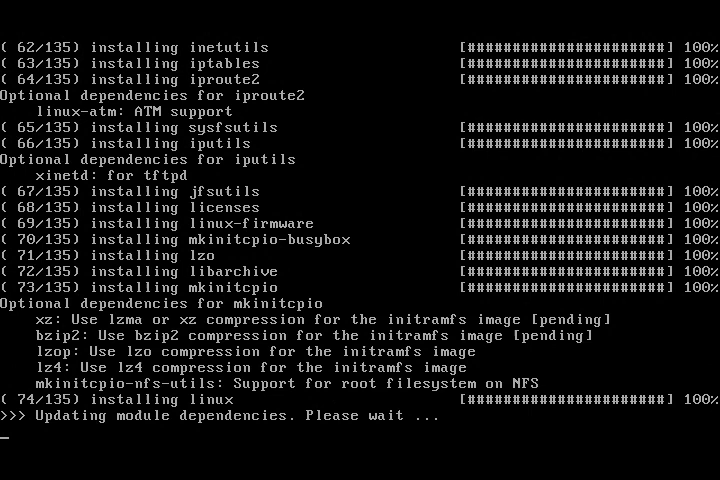 ( 62/135) installing inetutils [######################] 100%
( 63/135) installing iptables [######################] 100%
( 64/135) installing iproute2 [######################] 100%
Optional dependencies for iproute2
    linux-atm: ATM support
( 65/135) installing sysfsutils [######################] 100%
( 66/135) installing iputils [######################] 100%
Optional dependencies for iputils
    xinetd: for tftpd
( 67/135) installing jfsutils [######################] 100%
( 68/135) installing licenses [######################] 100%
( 69/135) installing linux-firmware [######################] 100%
( 70/135) installing mkinitcpio-busybox [######################] 100%
( 71/135) installing lzo [######################] 100%
( 72/135) installing libarchive [######################] 100%
( 73/135) installing mkinitcpio [######################] 100%
Optional dependencies for mkinitcpio
    xz: Use lzma or xz compression for the initramfs image [pending]
    bzip2: Use bzip2 compression for the initramfs image [pending]
    lzop: Use lzo compression for the initramfs image
    lz4: Use lz4 compression for the initramfs image
    mkinitcpio-nfs-utils: Support for root filesystem on NFS
( 74/135) installing linux [######################] 100%
>>> Updating module dependencies. Please wait ...
_